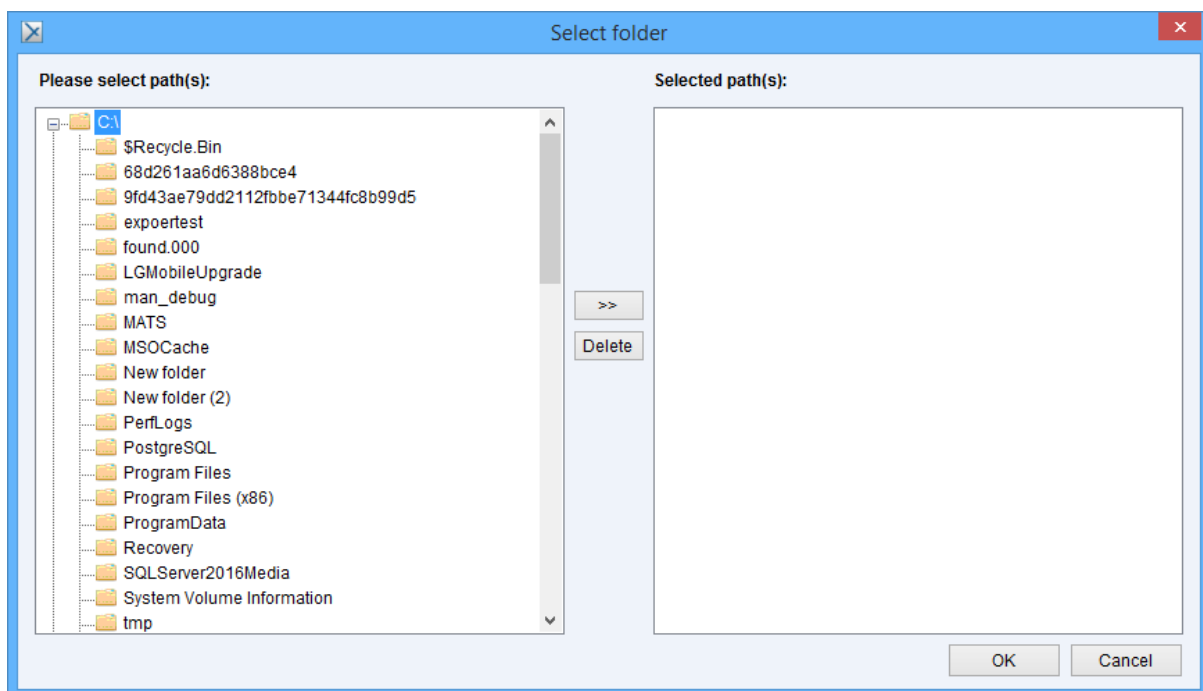 Select folder
Please select path(s):
Selected path(s):
C:\
$Recycle.Bin
68d261aa6d6388bce4
9fd43ae79dd2112fbbe71344fc8b99d5
expoertest
found.000
LGMobileUpgrade
man_debug
MATS
MSOCache
New folder
New folder (2)
PerfLogs
PostgreSQL
Program Files
Program Files (x86)
ProgramData
Recovery
SQLServer2016Media
System Volume Information
tmp
>>
Delete
OK
Cancel